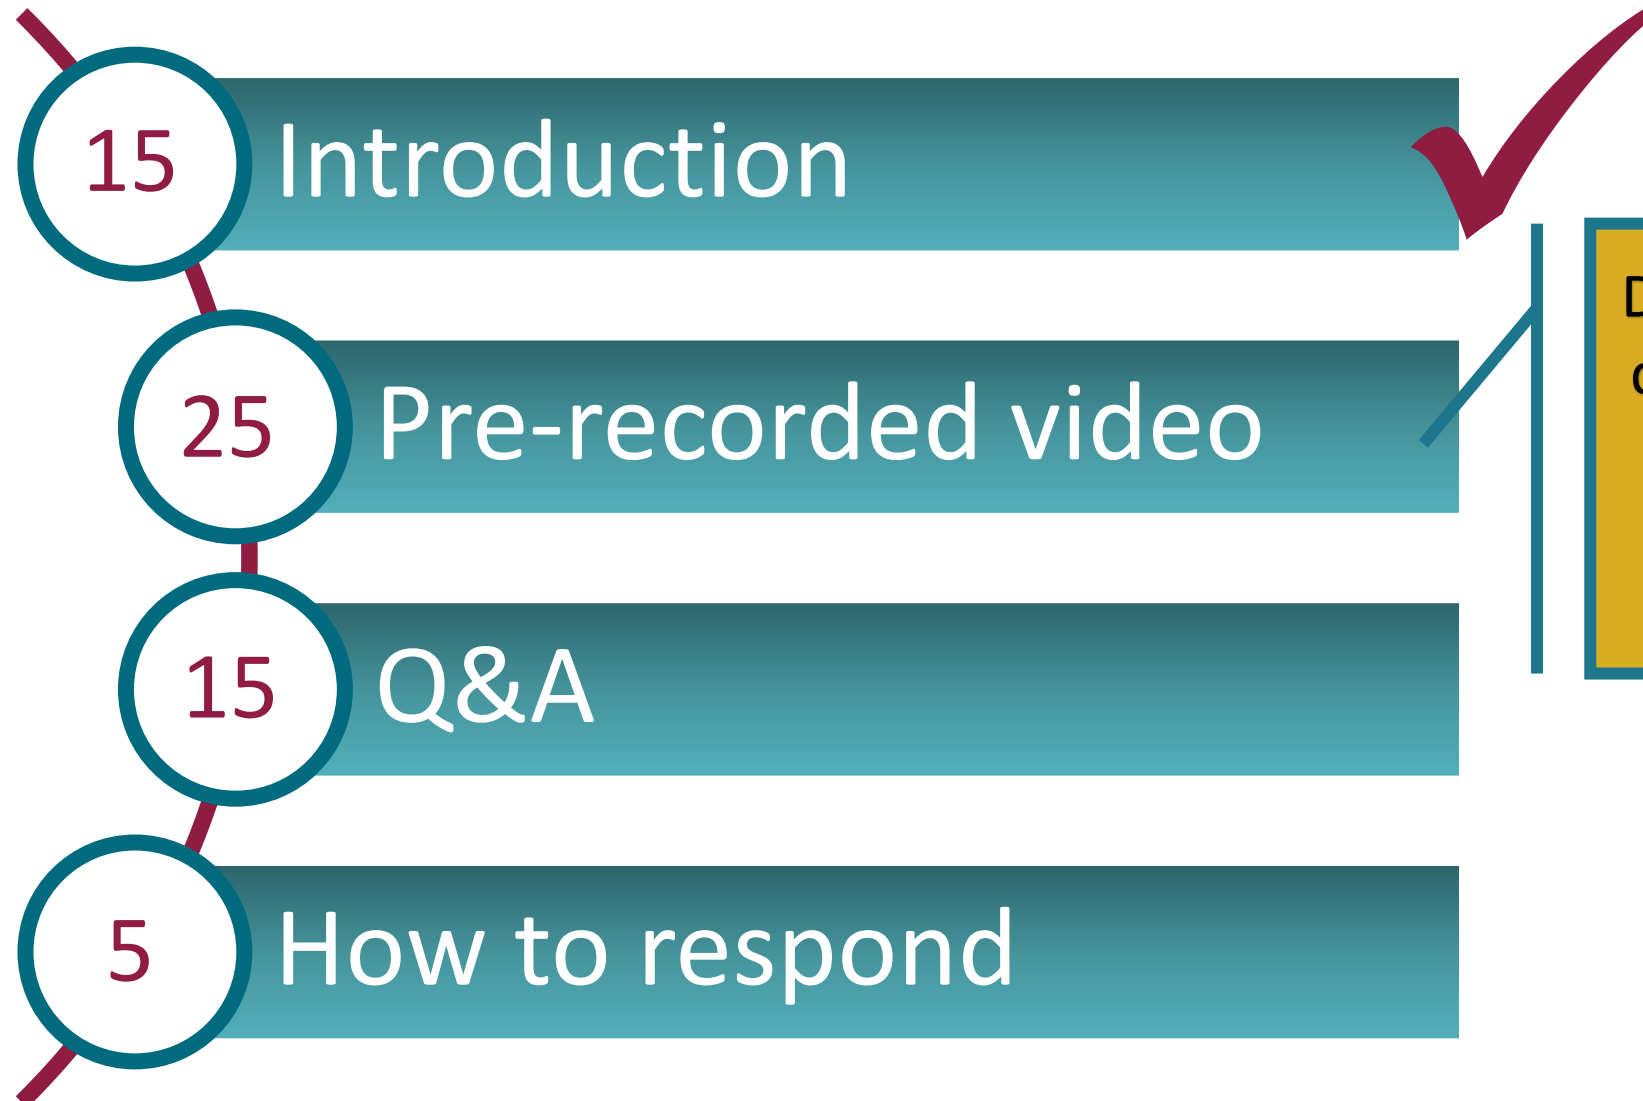 15
Introduction
25
Pre-recorded video
15
Q&A
5
How to respond